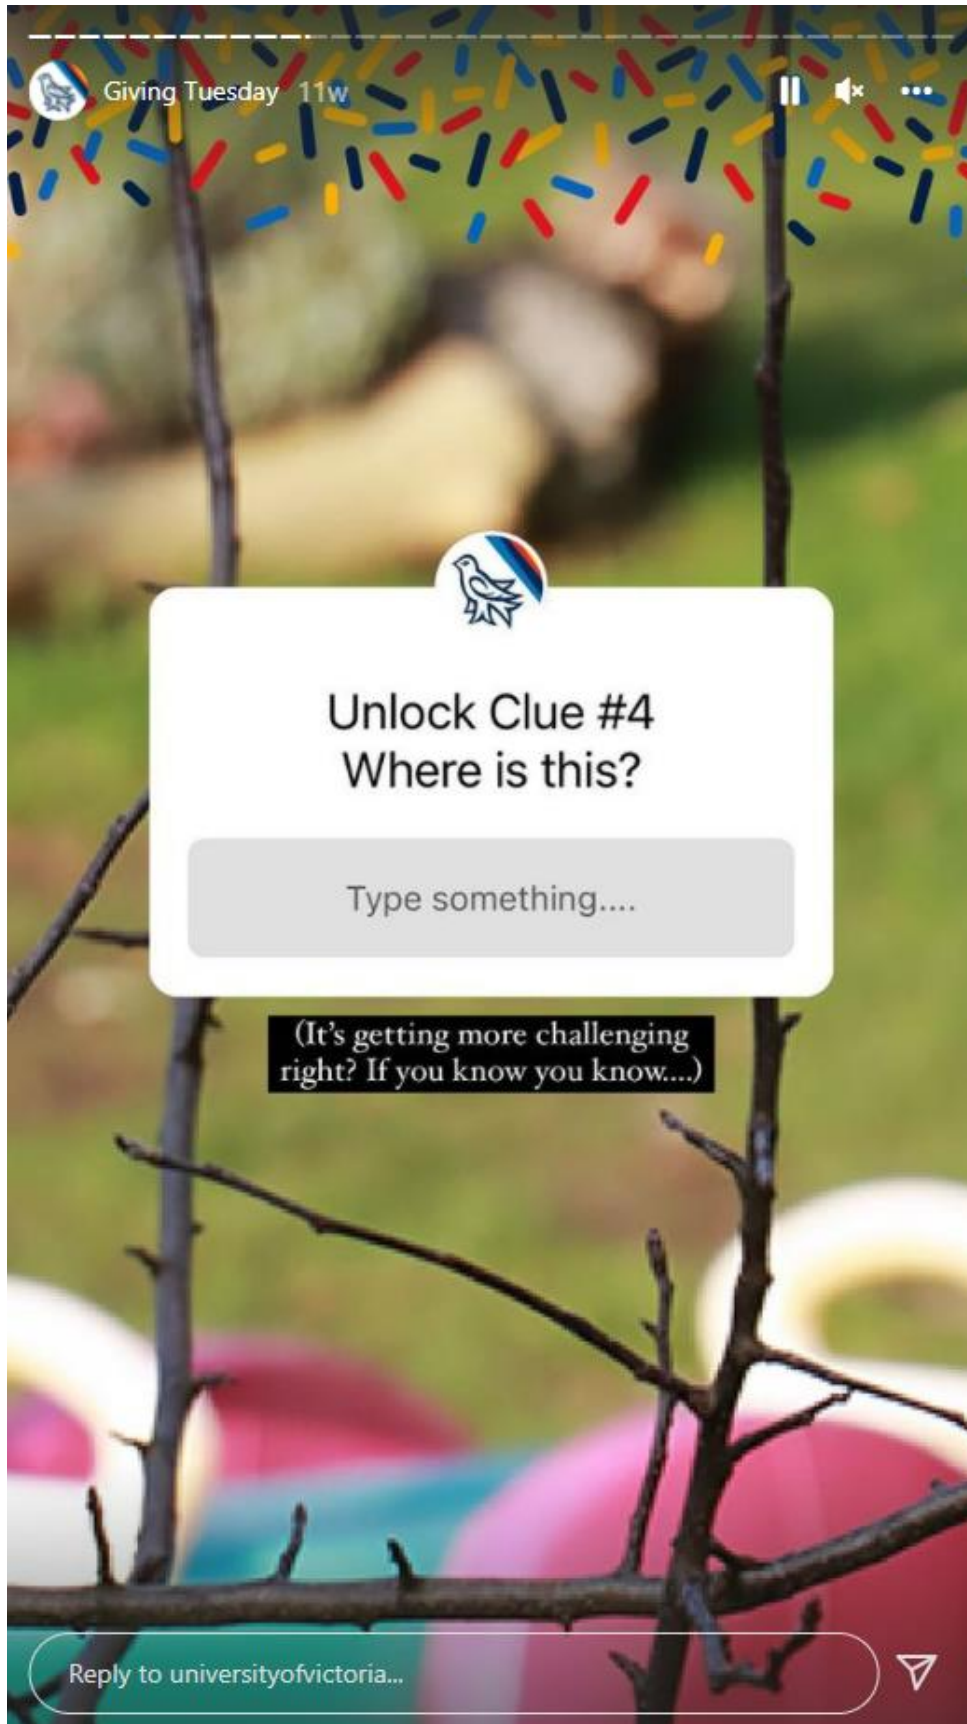 Giving Tuesday 11w
Unlock Clue #4
Where is this?
Type something....
(It's getting more challenging
right? If you know you know....)
Reply to universityofvictoria...